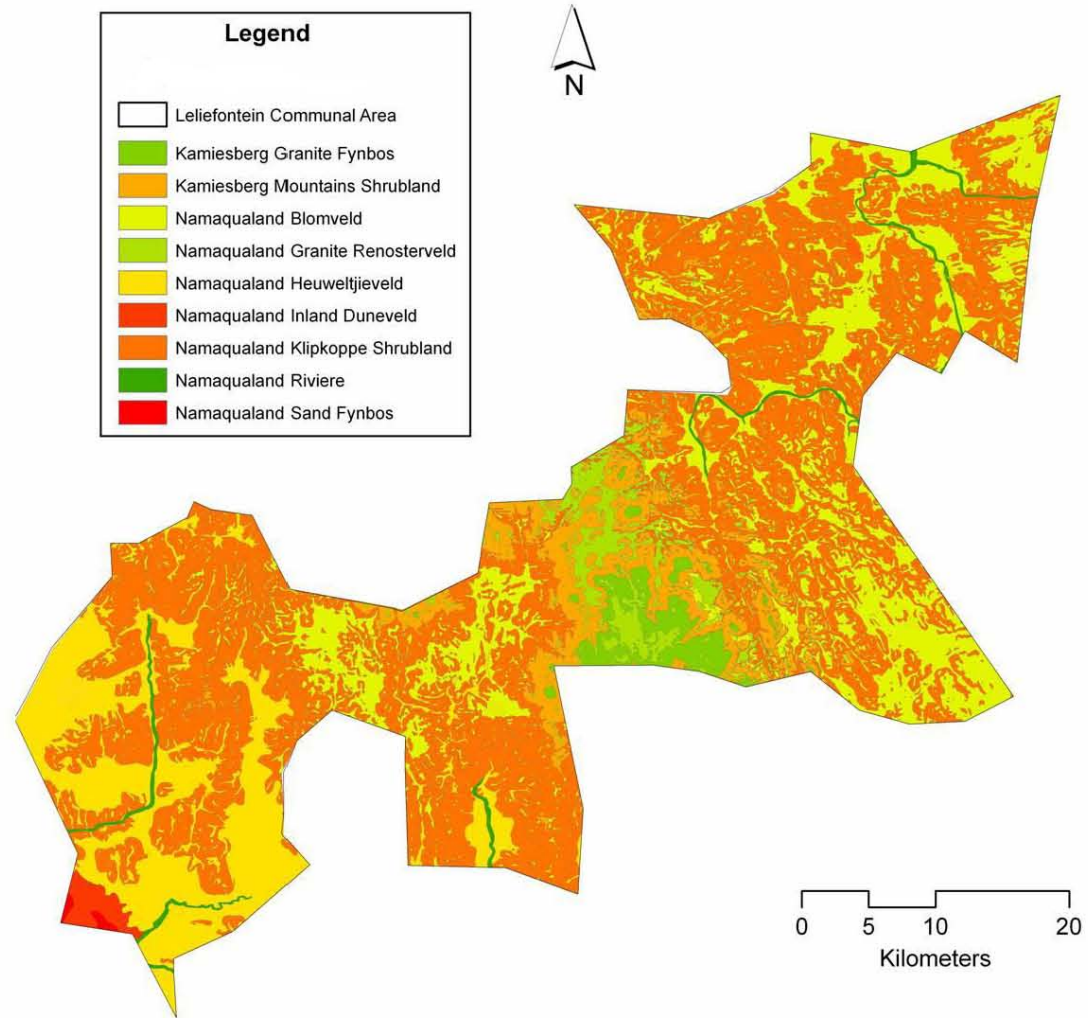 Legend
N
Leliefontein Communal Area
Kamiesberg Granite Fynbos
Kamiesberg Mountains Shrubland
Namaqualand Blomveld
Namaqualand Granite Renosterveld
Namaqualand Heuweltjieveld
Namaqualand Inland Duneveld
Namaqualand Klipkoppe Shrubland
Namaqualand Riviere
Namaqualand Sand Fynbos
0 5 10 20
Kilometers